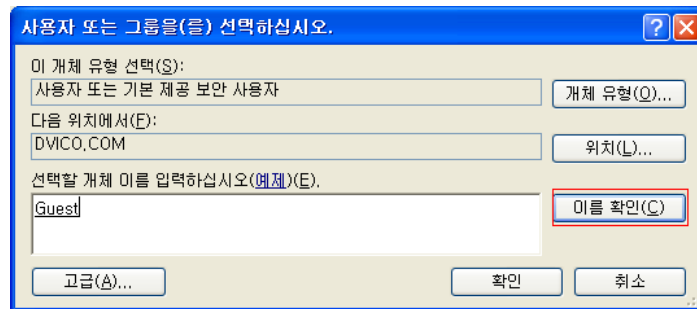 사용자 또는 그룹을(를) 선택하십시오.
이 개체 유형 선택(S):
사용자 또는 기본 제공 보안 사용자
개체 유형(O)...
다음 위치에서(F):
DVICO.COM
위치(L)...
선택할 개체 이름 입력하십시오(예제)(E).
Guest
이름 확인(C)
고급(A)...
확인
취소